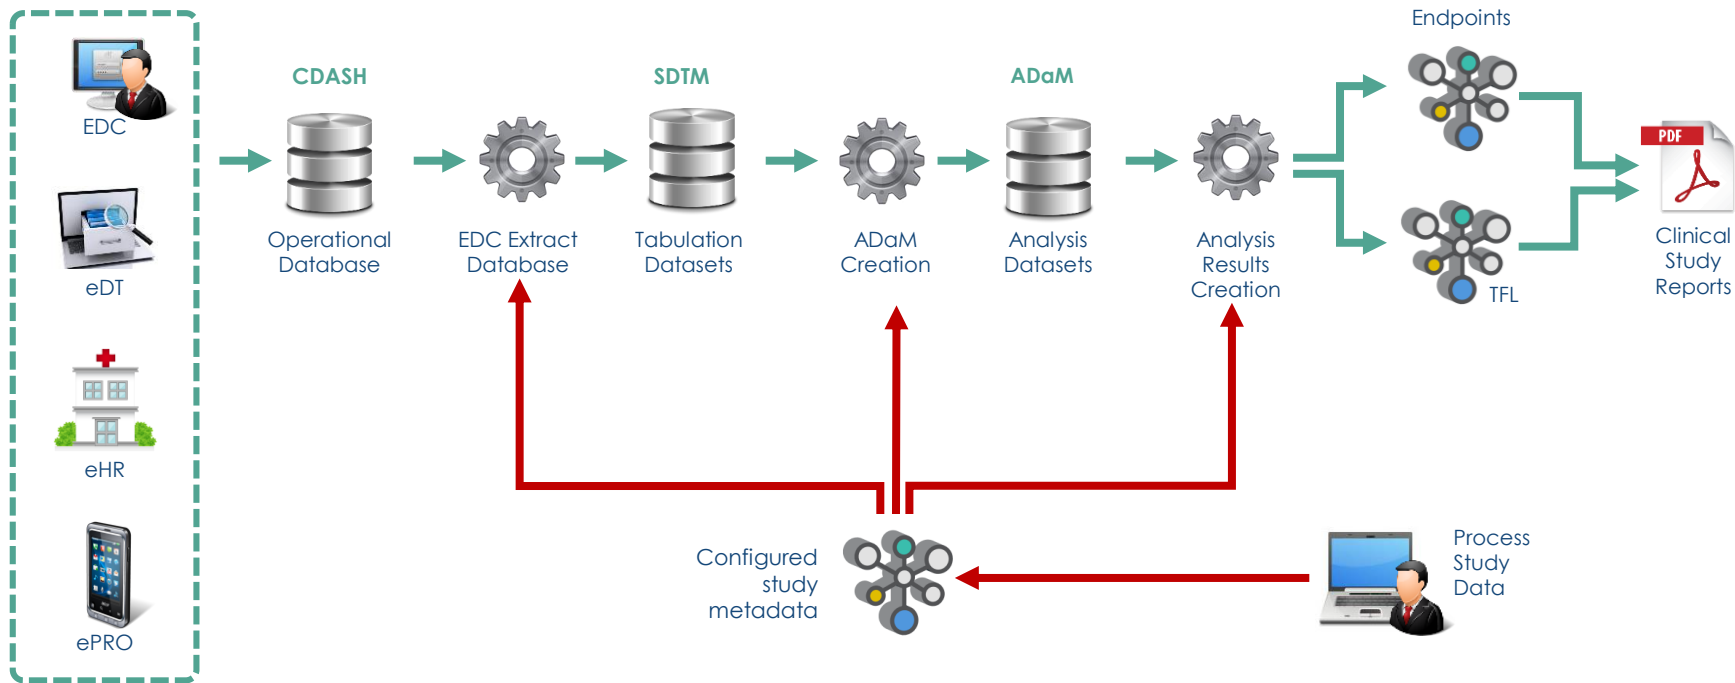 EDC
eDT
eHR
ePRO
CDASH
Operational
Database
EDC Extract
Database
SDTM
Tabulation
Datasets
ADaM
Creation
ADaM
Analysis
Datasets
Analysis
Results
Creation
Endpoints
TFL
PDF
Clinical
Study
Reports
Configured
study
metadata
Process
Study
Data